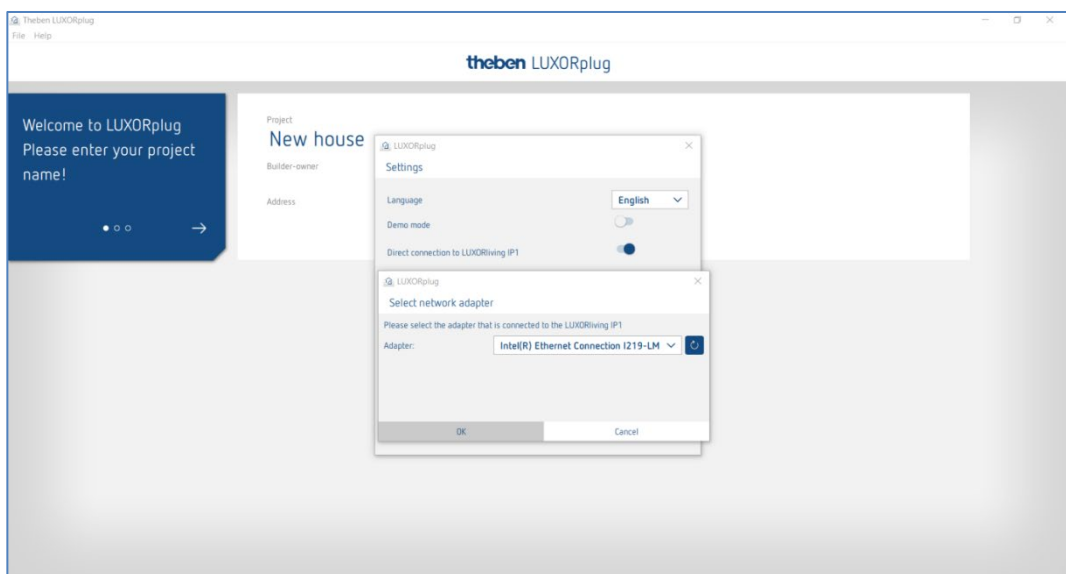 Theben LUXORplug
File Help
theben LUXORplug
Welcome to LUXORplug
Please enter your project
name!
Project
New house
Builder-owner
Address
LUXORplug
Settings
Language English
Demo mode
Direct connection to LUXORliving IP1
LUXORplug
Select network adapter
Please select the adapter that is connected to the LUXORliving IP1
Adapter: Intel(R) Ethernet Connection I219-LM
OK Cancel